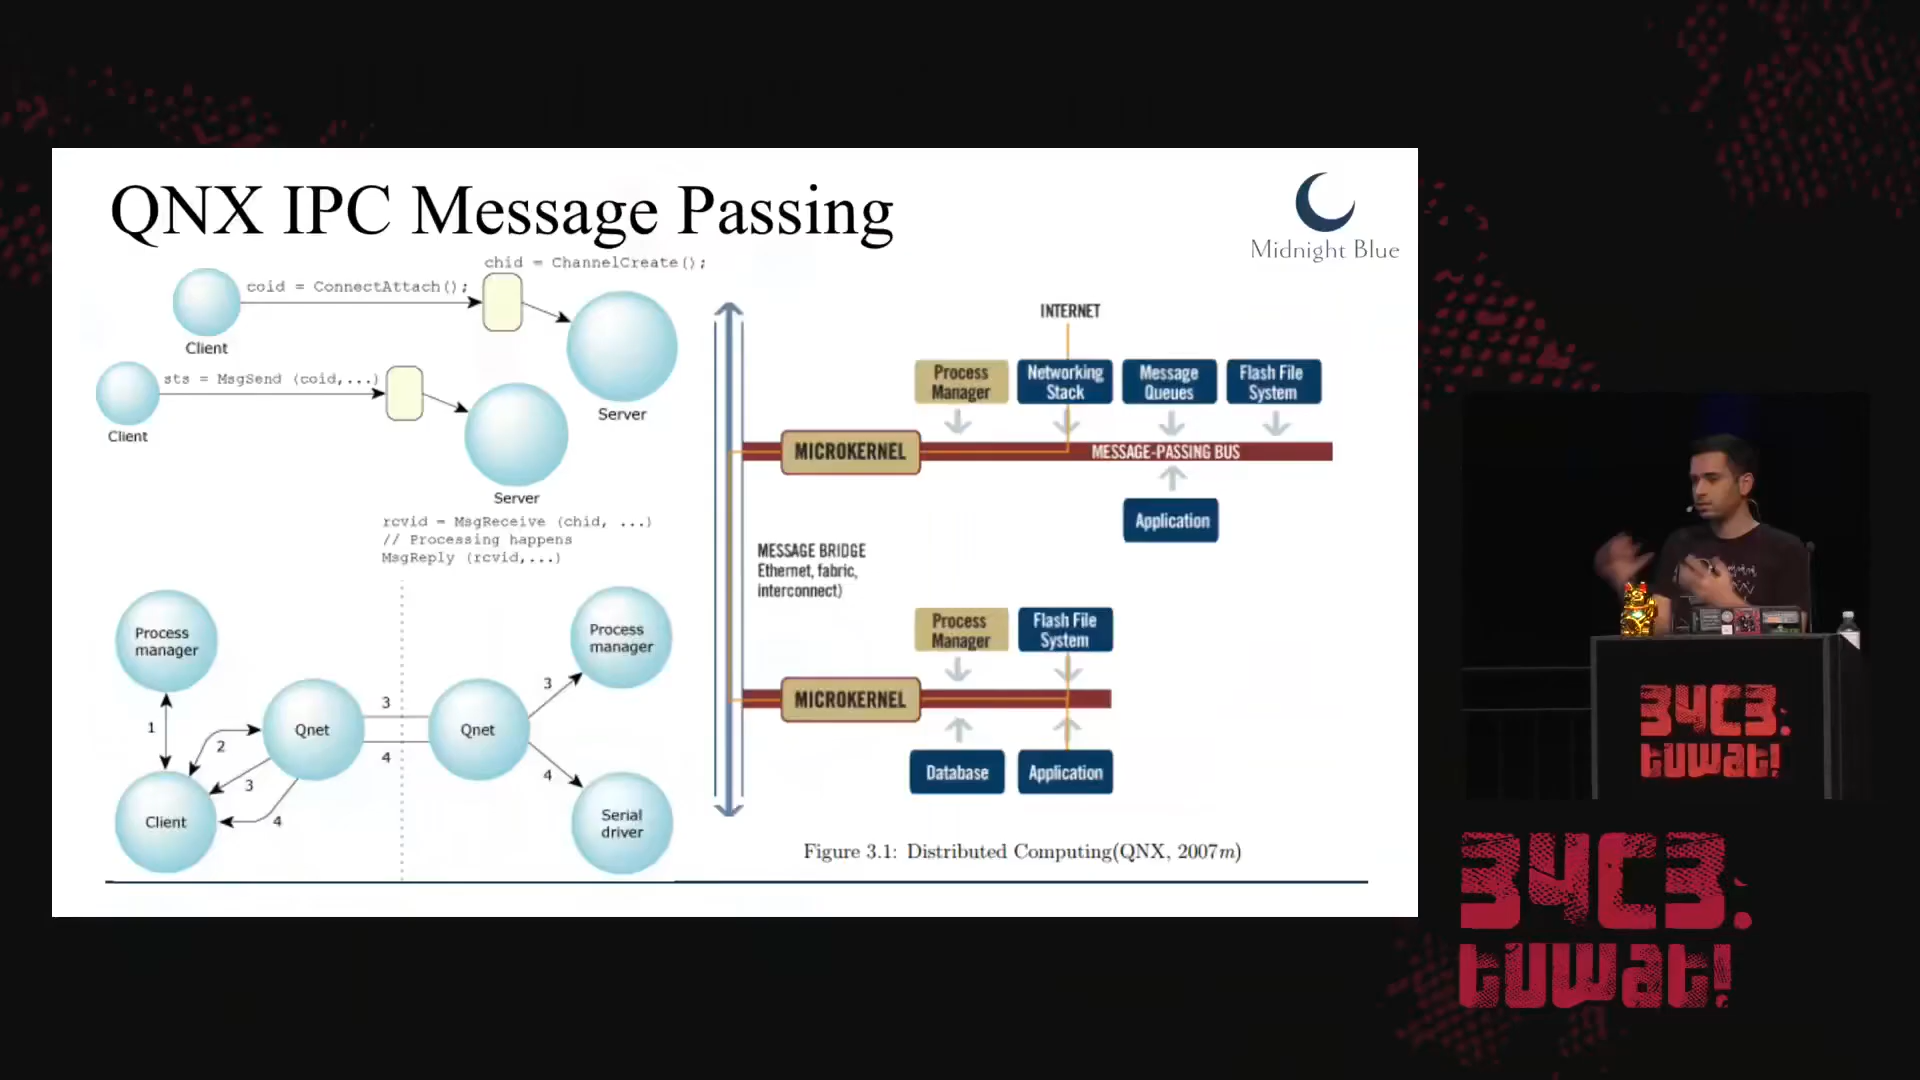 QNX IPC Message Passing
Midnight Blue
chid = ChannelCreate();
coid = ConnectAttach();
Client
Server
sts = MsgSend (coid,...)
Client
Server
rcvid = MsgReceive (chid, ...)
// Processing happens
MsgReply (rcvid,...)
Process
manager
Process
manager
1
2
3
4
3
4
3
4
Qnet
Qnet
Client
Serial
driver
INTERNET
Process
Manager
Networking
Stack
Message
Queues
Flash File
System
MICROKERNEL
MESSAGE-PASSING BUS
Application
MESSAGE BRIDGE
Ethernet, fabric,
interconnect)
Process
Manager
Flash File
System
MICROKERNEL
Database
Application
Figure 3.1: Distributed Computing(QNX, 2007m)
34C3.
tuwat!
34C3.
tuwat!